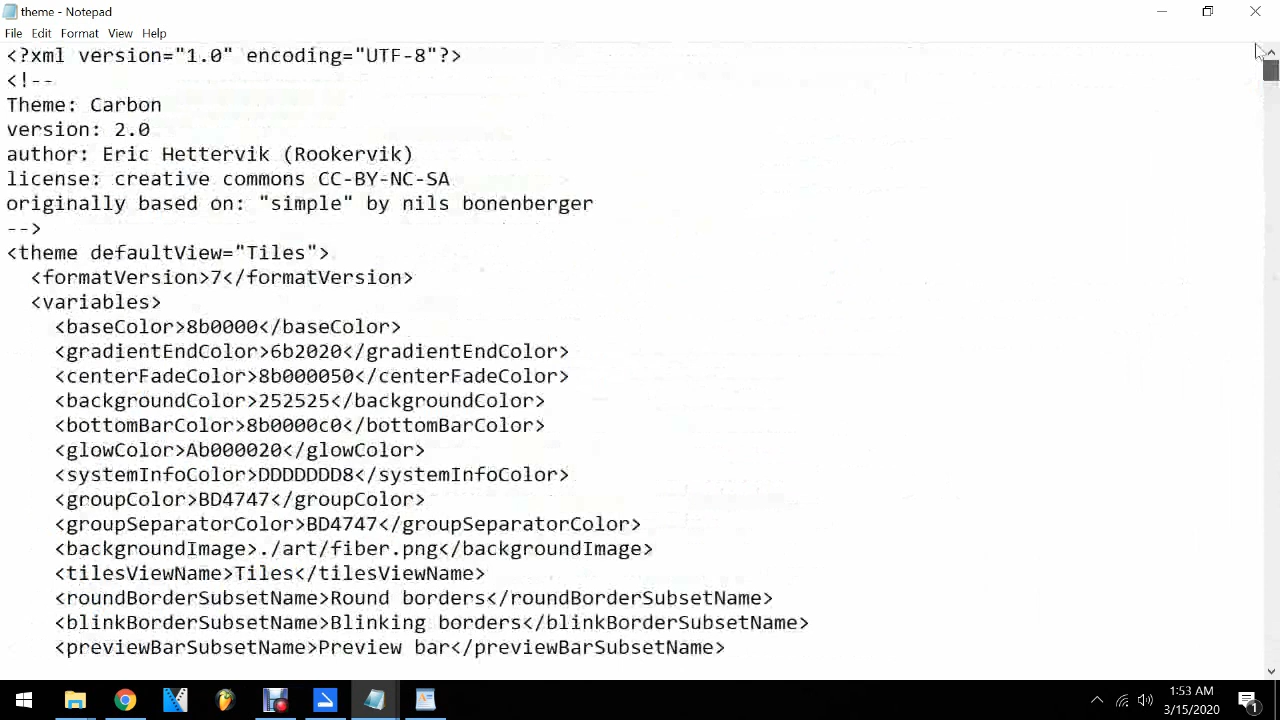 theme - Notepad
File Edit Format View Help
<?xml version="1.0" encoding="UTF-8"?>
<!--
Theme: Carbon
version: 2.0
author: Eric Hettervik (Rookervik)
license: creative commons CC-BY-NC-SA
originally based on: "simple" by nils bonenberger
-->
<theme defaultView="Tiles">
<formatVersion>7</formatVersion>
<variables>
<baseColor>8b0000</baseColor>
<gradientEndColor>6b2020</gradientEndColor>
<centerFadeColor>8b000050</centerFadeColor>
<backgroundColor>252525</backgroundColor>
<bottomBarColor>8b0000c0</bottomBarColor>
<glowColor>Ab000020</glowColor>
<systemInfoColor>DDDDDDD8</systemInfoColor>
<groupColor>BD4747</groupColor>
<groupSeparatorColor>BD4747</groupSeparatorColor>
<backgroundImage>./art/fiber.png</backgroundImage>
<tilesViewName>Tiles</tilesViewName>
<roundBorderSubsetName>Round borders</roundBorderSubsetName>
<blinkBorderSubsetName>Blinking borders</blinkBorderSubsetName>
<previewBarSubsetName>Preview bar</previewBarSubsetName>
1:53 AM
3/15/2020
1